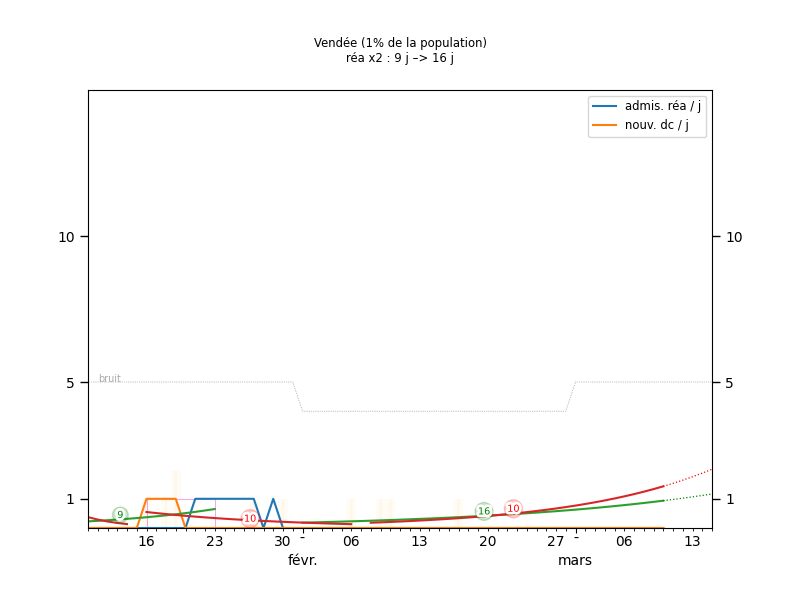 Vendée (1% de la population)
réa x2 : 9 j –> 16 j
admis. réa / j
nouv. dc / j
10 10
bruit
5 5
1 1
9 10 16 10
16 23 30 - 06 13 20 27 - 06 13
févr. mars